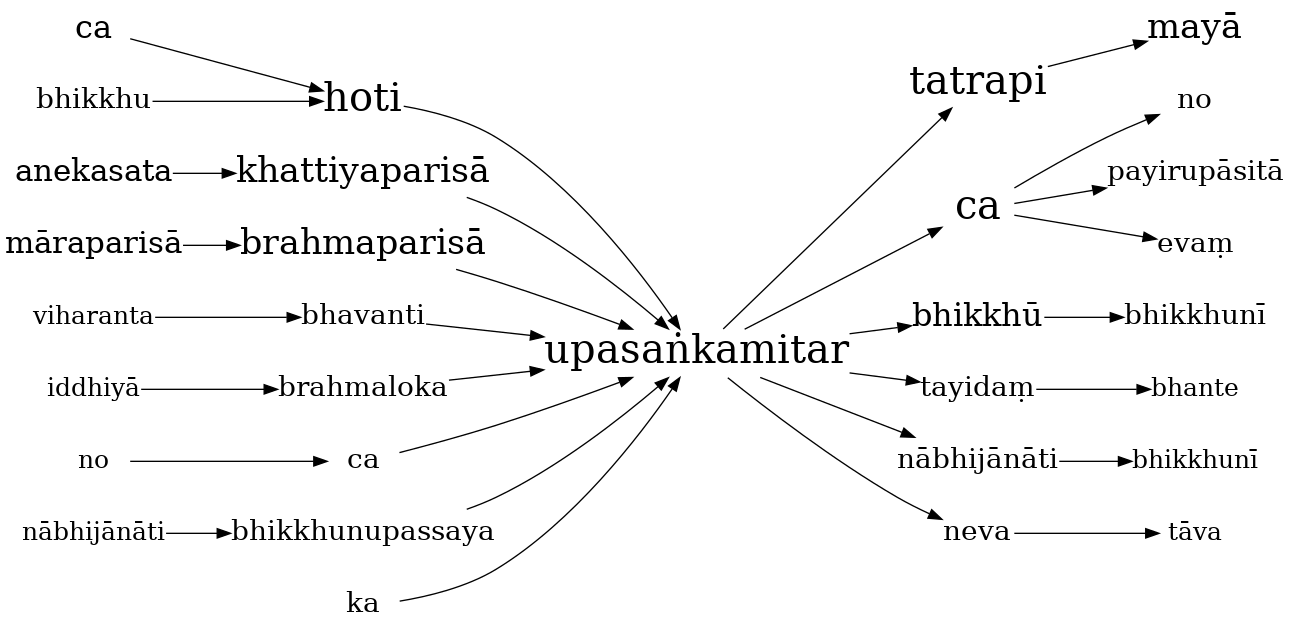 ca
bhikkhu
anekasata
māraparisā
viharanta
iddhiyā
no
nābhijānāti
hoti
khattiyaparisā
brahmaparisā
bhavanti
brahmaloka
ca
bhikkhunupassaya
ka
upasaṅkamitar
tatrapi
ca
bhikkhū
tayidaṃ
nābhijānāti
neva
mayā
no
payirupāsitā
evaṃ
bhikkhunī
bhante
bhikkhunī
tāva